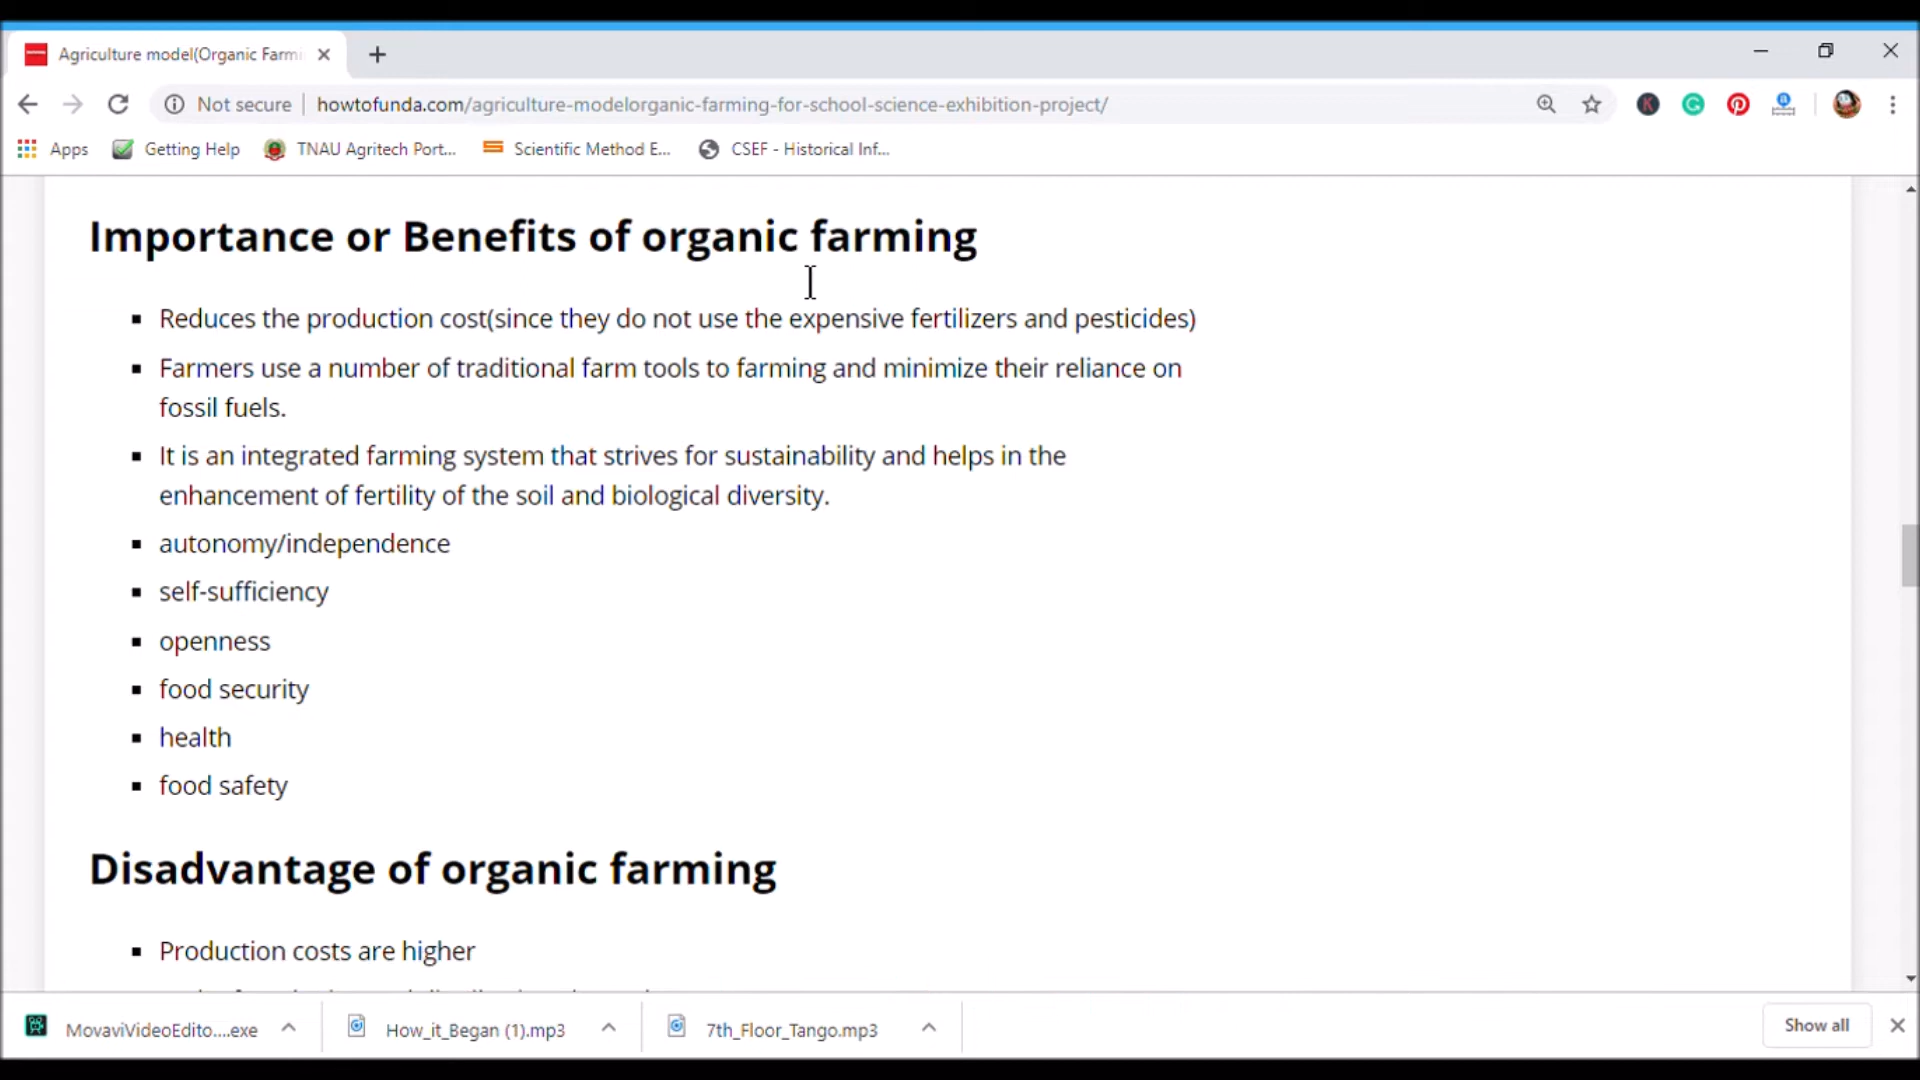 Agriculture model(Organic Farmi
Not secure
howtofunda.com/agriculture-modelorganic-farming-for-school-science-exhibition-project/
Apps
Getting Help
TNAU Agritech Port...
Scientific Method E...
CSEF - Historical Inf...
Importance or Benefits of organic farming
Reduces the production cost(since they do not use the expensive fertilizers and pesticides)
Farmers use a number of traditional farm tools to farming and minimize their reliance on
fossil fuels.
It is an integrated farming system that strives for sustainability and helps in the
enhancement of fertility of the soil and biological diversity.
autonomy/independence
self-sufficiency
openness
food security
health
food safety
Disadvantage of organic farming
Production costs are higher
MovaviVideoEdito....exe
How_it_Began (1).mp3
7th_Floor_Tango.mp3
Show all